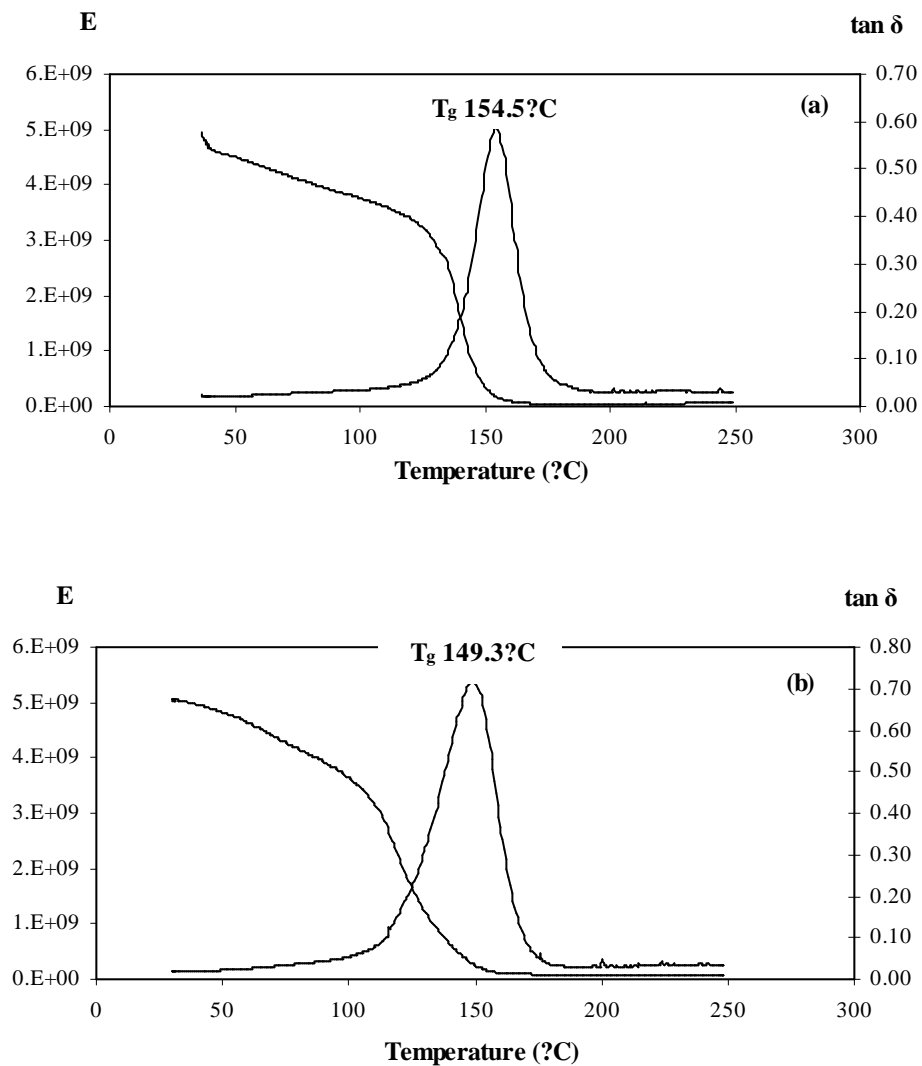 E tan δ
6.E+09 0.70
Tg 154.5?C (a)
5.E+09 0.60
0.50
4.E+09
0.40
3.E+09
0.30
2.E+09
0.20
1.E+09 0.10
0.E+00 0.00
0 50 100 150 200 250 300
Temperature (?C)
E tan δ
6.E+09 0.80
Tg 149.3?C (b)
5.E+09 0.70
0.60
4.E+09
0.50
3.E+09 0.40
2.E+09 0.30
0.20
1.E+09
0.10
0.E+00 0.00
0 50 100 150 200 250 300
Temperature (?C)